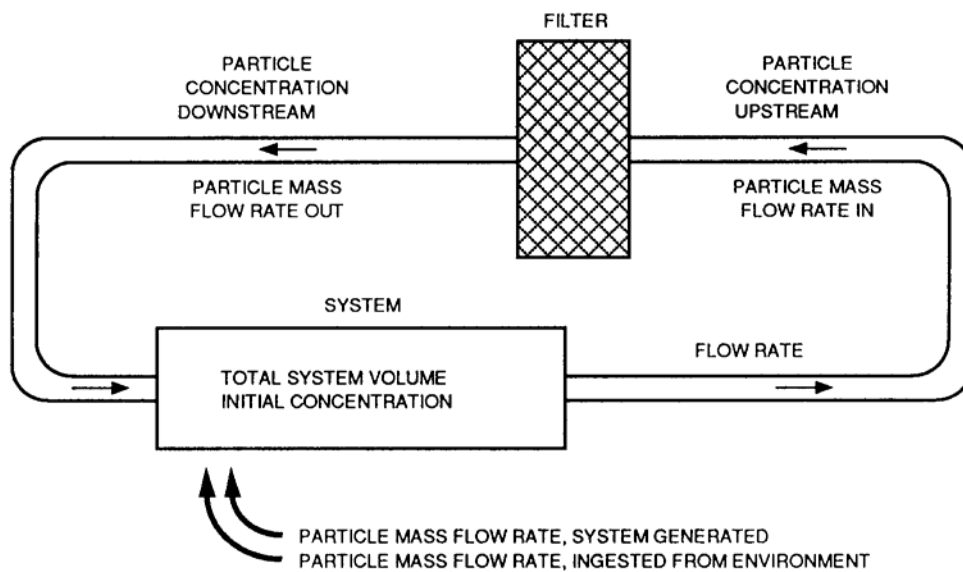 FILTER
PARTICLE
CONCENTRATION
DOWNSTREAM
PARTICLE
CONCENTRATION
UPSTREAM
PARTICLE MASS
FLOW RATE OUT
PARTICLE MASS
FLOW RATE IN
SYSTEM
FLOW RATE
TOTAL SYSTEM VOLUME
INITIAL CONCENTRATION
PARTICLE MASS FLOW RATE, SYSTEM GENERATED
PARTICLE MASS FLOW RATE, INGESTED FROM ENVIRONMENT